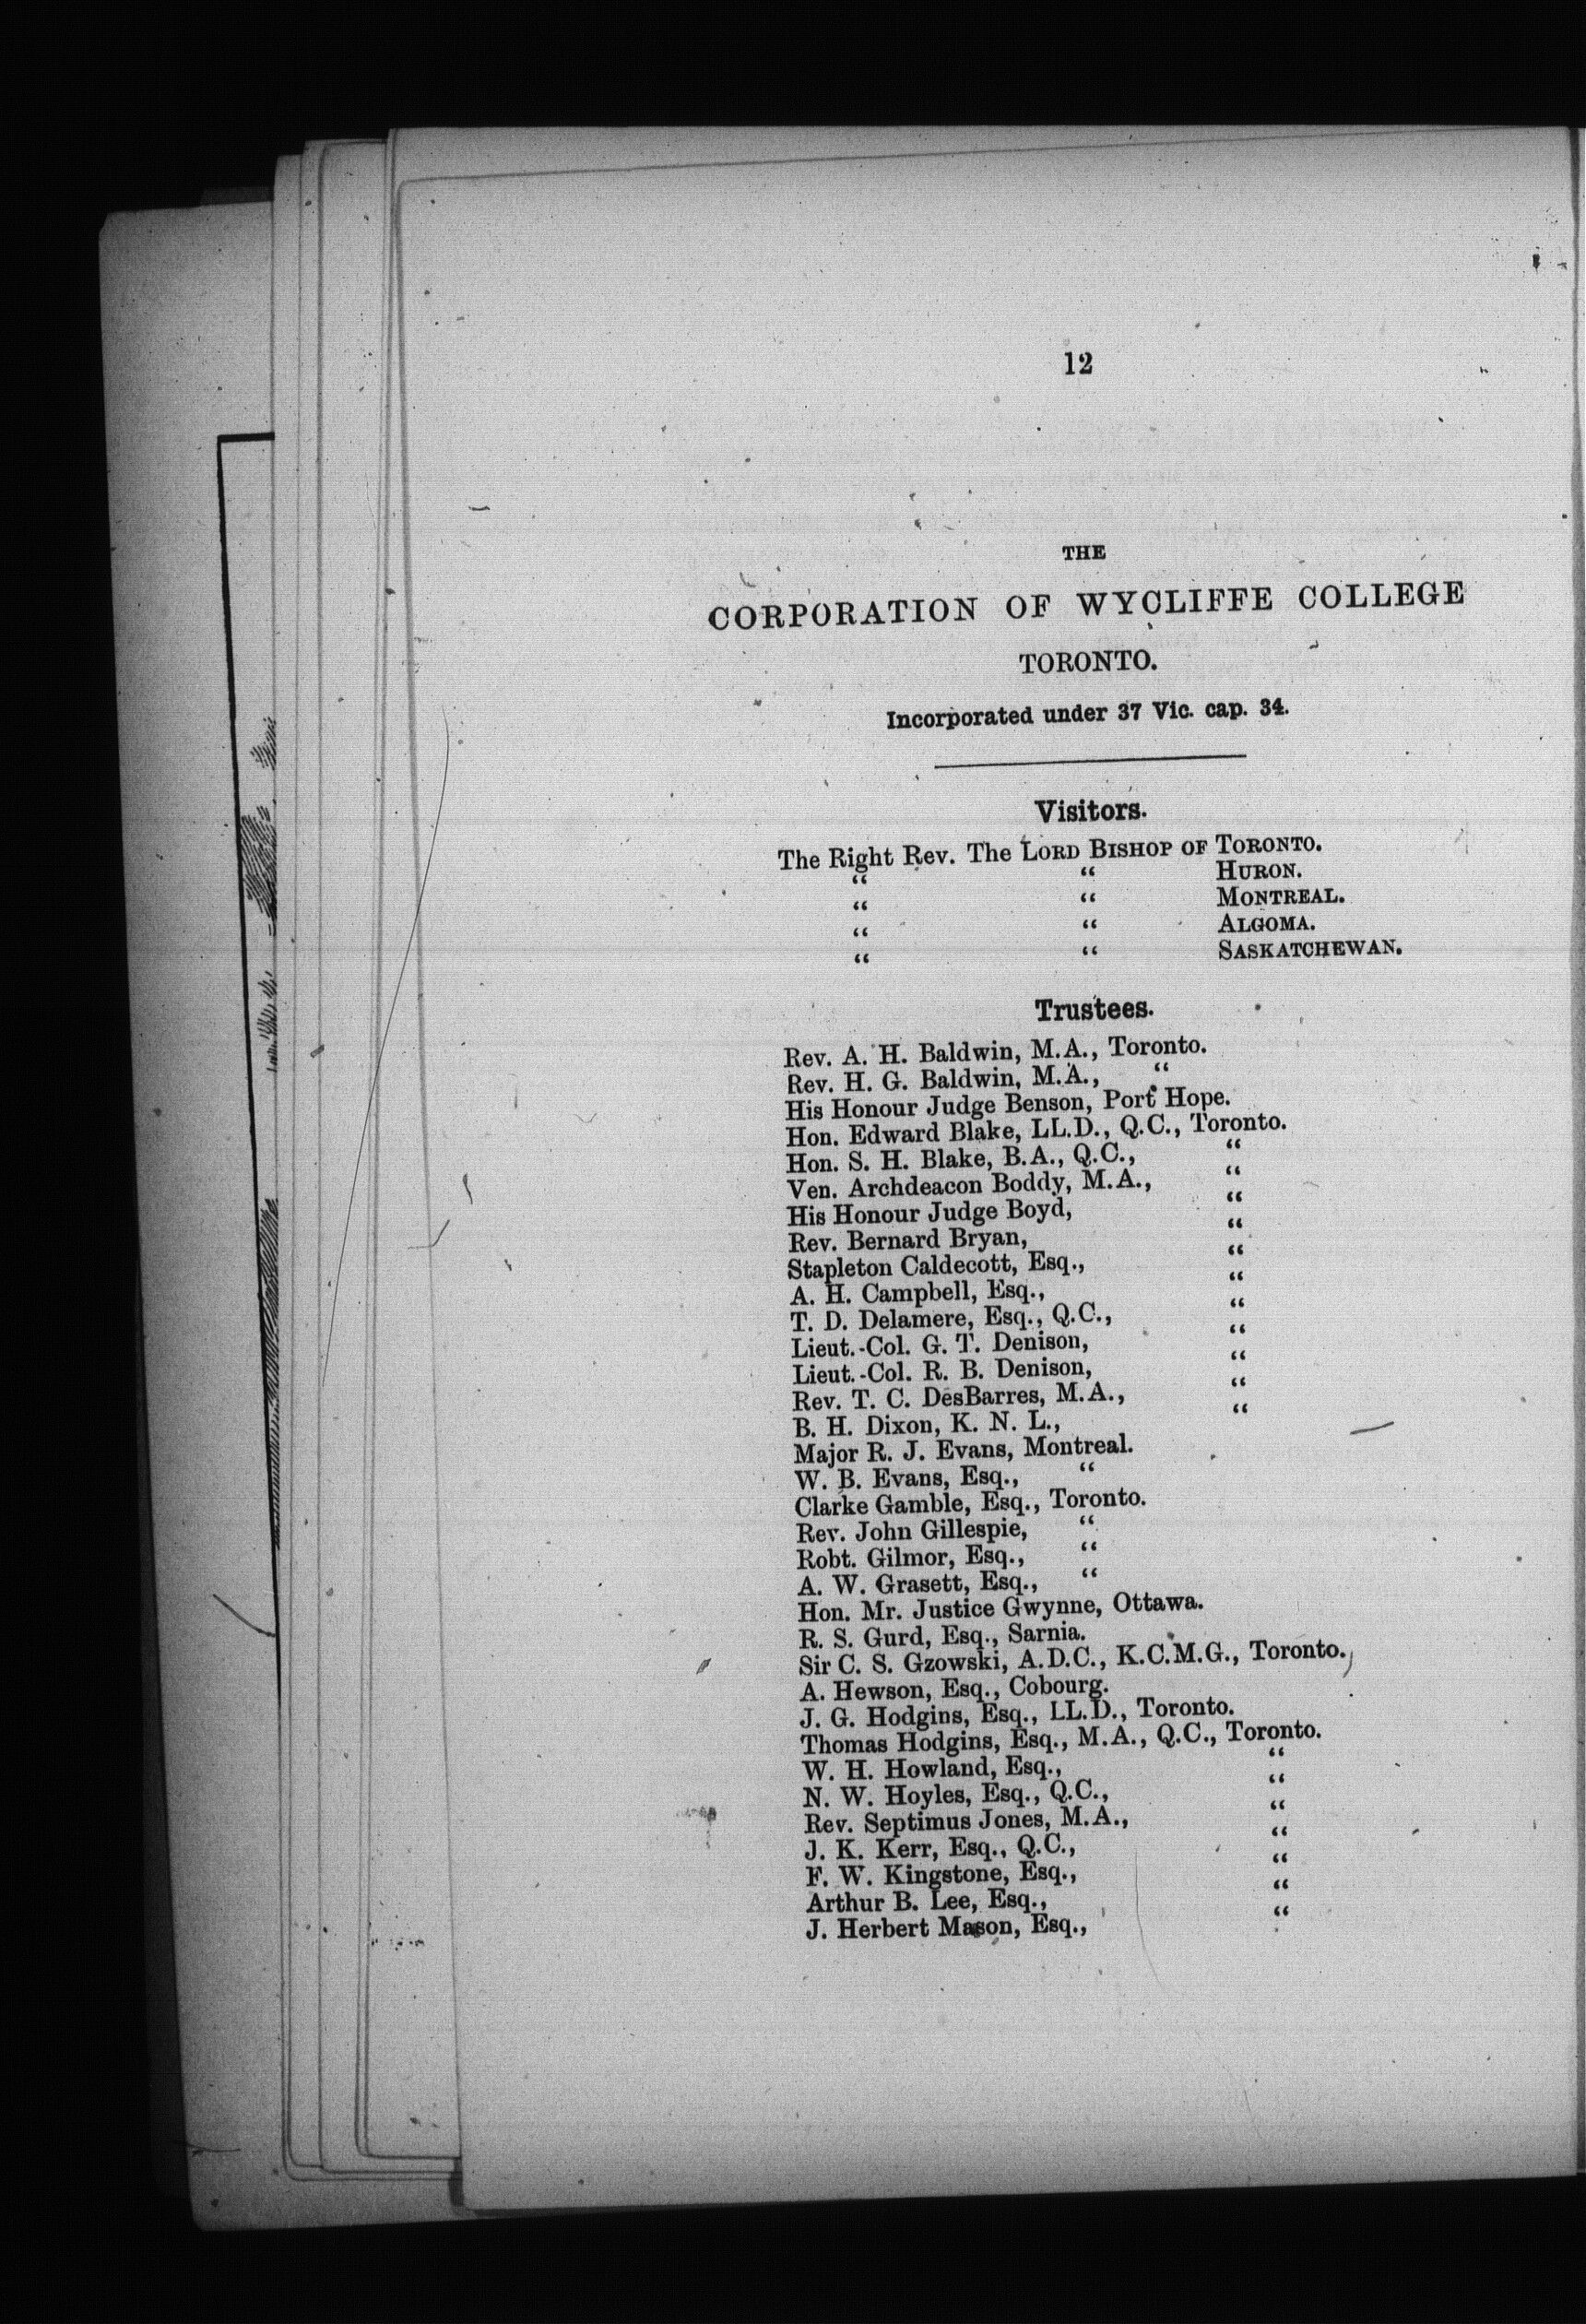 12
THE
CORPORATION OF WYCLIFFE COLLEGE
TORONTO.
Incorporated under 37 Vic. cap. 34.
Visitors.
The Right Rev. The LORD BISHOP OF TORONTO.
“ “ HURON.
“ “ MONTREAL.
“ “ ALGOMA.
“ “ SASKATCHEWAN.
Trustees.
Rev. A. H. Baldwin, M.A., Toronto.
Rev. H. G. Baldwin, M.A., “
His Honour Judge Benson, Port Hope.
Hon. Edward Blake, LL.D., Q.C., Toronto.
Hon. S. H. Blake, B.A., Q.C., “
Ven. Archdeacon Boddy, M.A., “
His Honour Judge Boyd, “
Rev. Bernard Bryan, “
Stapleton Caldecott, Esq., “
A. H. Campbell, Esq., “
T. D. Delamere, Esq., Q.C., “
Lieut.-Col. G. T. Denison, “
Lieut.-Col. R. B. Denison, “
Rev. T. C. DesBarres, M.A., “
B. H. Dixon, K. N. L., “
Major R. J. Evans, Montreal.
W. B. Evans, Esq., “
Clarke Gamble, Esq., Toronto.
Rev. John Gillespie, “
Robt. Gilmor, Esq., “
A. W. Grasett, Esq., “
Hon. Mr. Justice Gwynne, Ottawa.
R. S. Gurd, Esq., Sarnia.
Sir C. S. Gzowski, A.D.C., K.C.M.G., Toronto.
A. Hewson, Esq., Cobourg.
J. G. Hodgins, Esq., LL.D., Toronto.
Thomas Hodgins, Esq., M.A., Q.C., Toronto.
W. H. Howland, Esq., “
N. W. Hoyles, Esq., Q.C., “
Rev. Septimus Jones, M.A., “
J. K. Kerr, Esq., Q.C., “
F. W. Kingstone, Esq., “
Arthur B. Lee, Esq., “
J. Herbert Mason, Esq., “